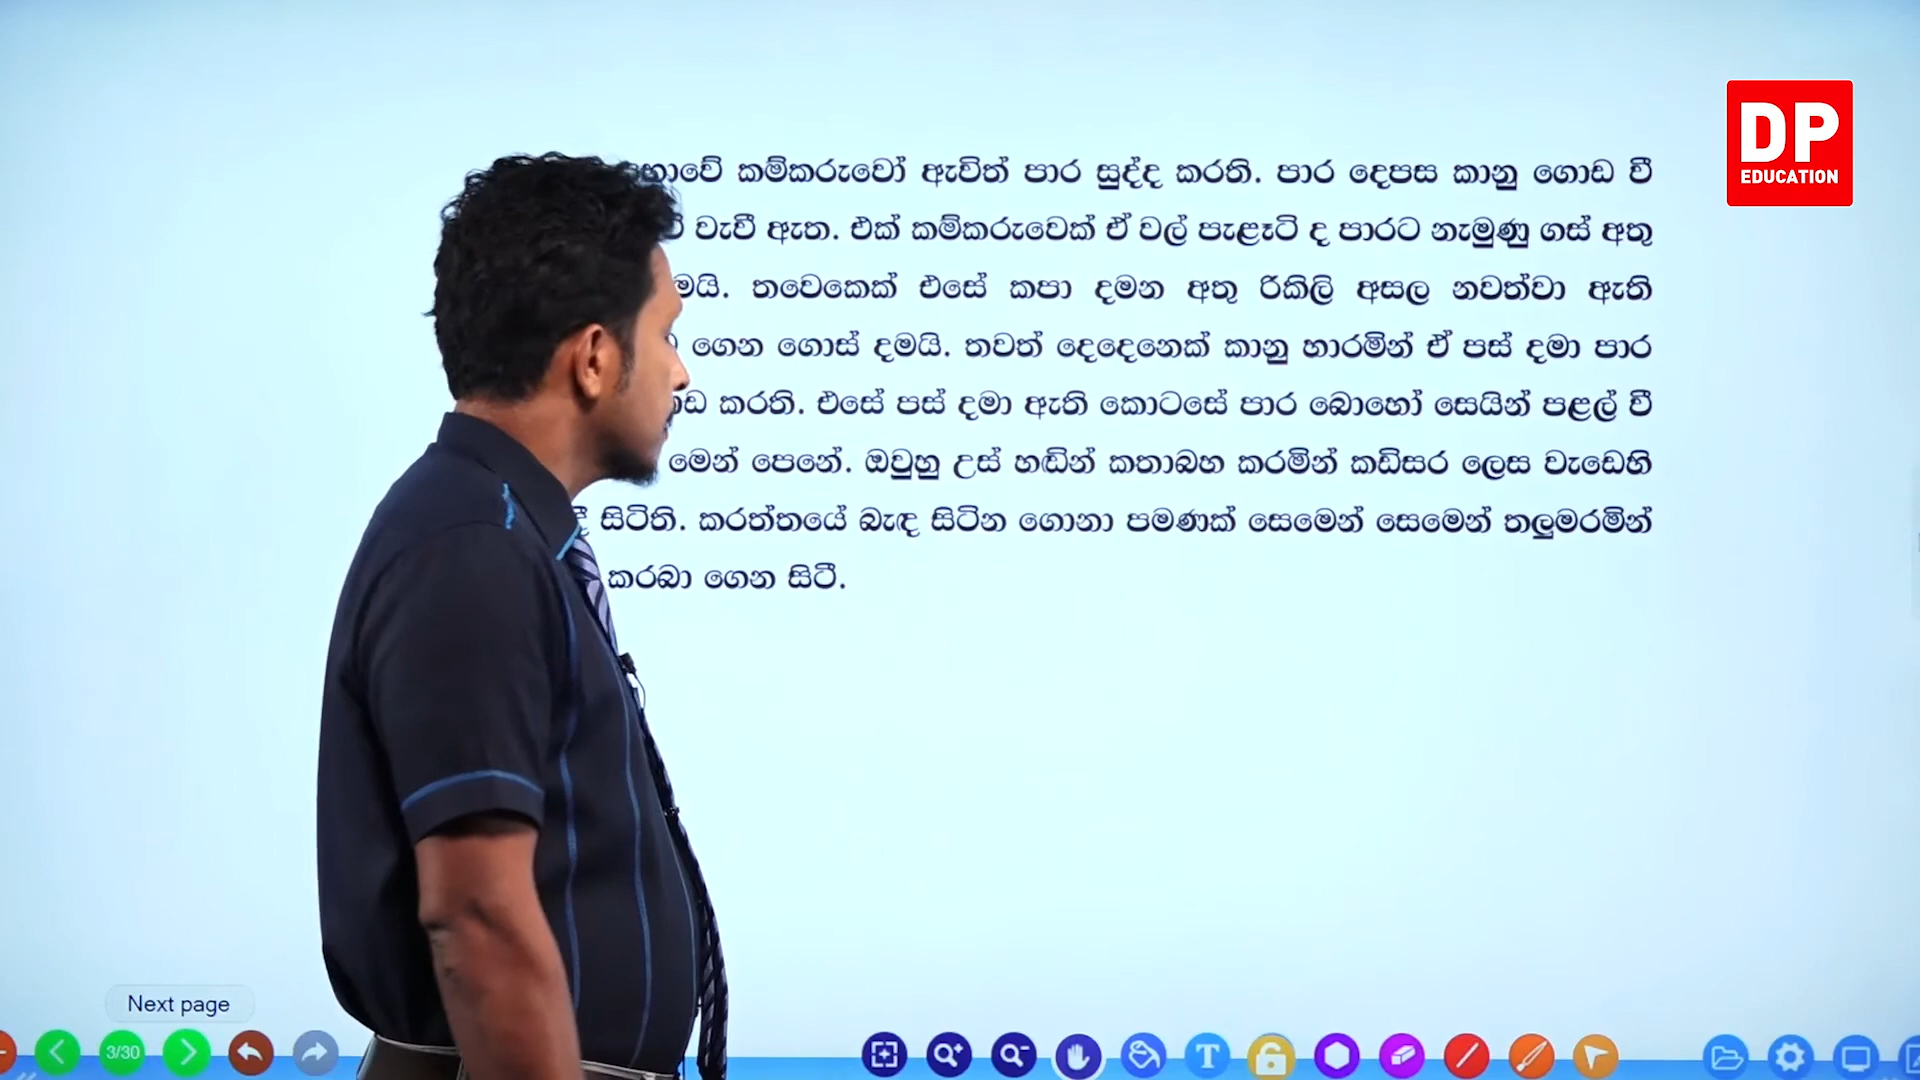 කම්කරුවෝ ඇවිත් පාර සුද්ද කරති. පාර දෙපස කානු ගොඩ වී
වැවී ඇත. එක් කම්කරුවෙක් ඒ වල් පැළෑටි ද පාරට නැමුණු ගස් අතු
තවෙකෙක් එසේ කපා දමන අතු රිකිලි අසල නවත්වා ඇති
ගෙන ගොස් දමයි. තවත් දෙදෙනෙක් කානු හාරමින් ඒ පස් දමා පාර
කරති. එසේ පස් දමා ඇති කොටසේ පාර බොහෝ සෙයින් පළල් වී
මෙන් පෙනේ. ඔවුහු උස් හඬින් කතාබහ කරමින් කඩිසර ලෙස වැඩෙහි
සිටිති. කරත්තයේ බැඳ සිටින ගොනා පමණක් සෙමෙන් සෙමෙන් තලුමරමින්
කරබා ගෙන සිටී.
DP
EDUCATION
Next page
3/30
T